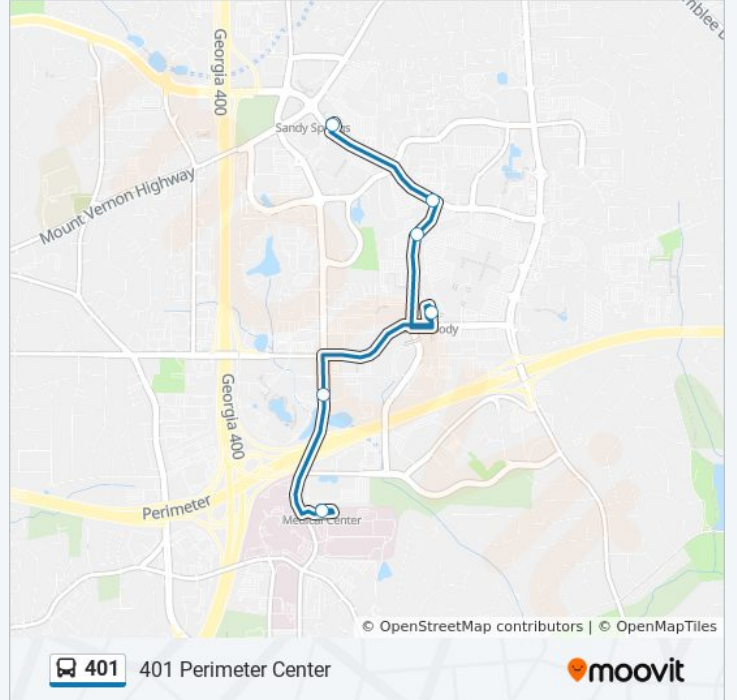 Georgia 400
Sandy Springs
Mount Vernon Highway
Georgia 400
Perimeter
Medical Center
© OpenStreetMap contributors | © OpenMapTiles
401 401 Perimeter Center
moovit